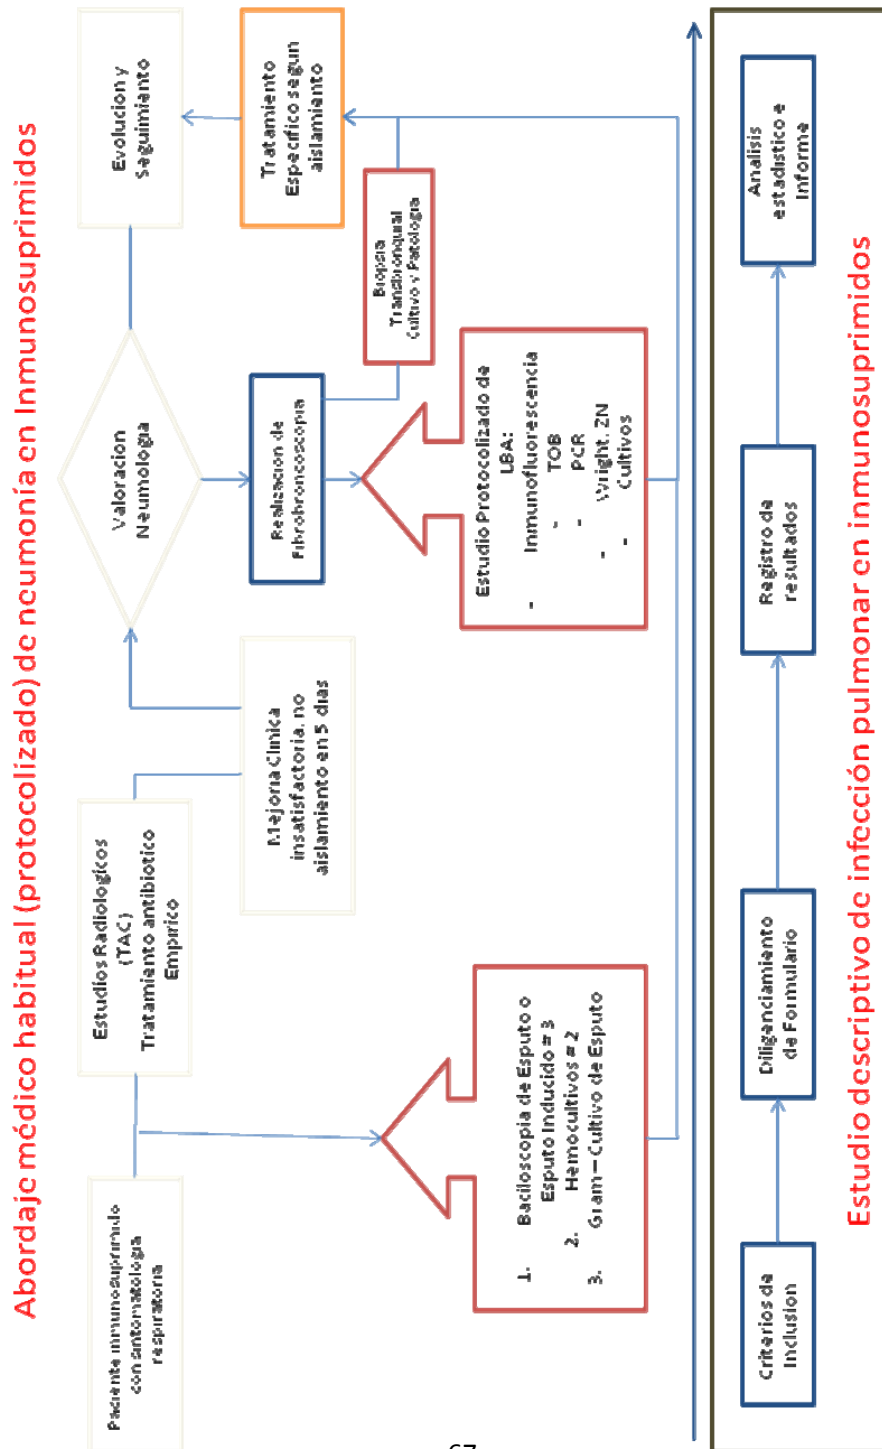 Abordaje médico habitual (protocolizado) de neumonía en Inmunosuprimidos
Paciente inmunosuprimido
con sintomatologia
respiratoria
Estudios Radiologicos
(TAC)
Tratamiento antibiotico
Empirico
Mejoria Clinica
insatisfactoria, no
aislamiento en 5 dias
Valoracion
Neumologia
Evolucion y
Seguimiento
Realización de
Fibrobroncoscopia
Tratamiento
Específico segun
aislamiento
Biopsia
Transbronquial
Cultivo y Patologia
1. Baciloscopia de Esputo o
Esputo Inducido = 3
2. Hemocultivos = 2
3. Gram – Cultivo de Esputo
Estudio Protocolizado de
LBA:
- Inmunofluorescencia
TOB
- PCR
- Wright, ZN
- Cultivos
Criterios de
Inclusion
Diligenciamiento
de Formulario
Registro de
resultados
Analisis
estadistico e
Informe
Estudio descriptivo de infección pulmonar en inmunosuprimidos
67